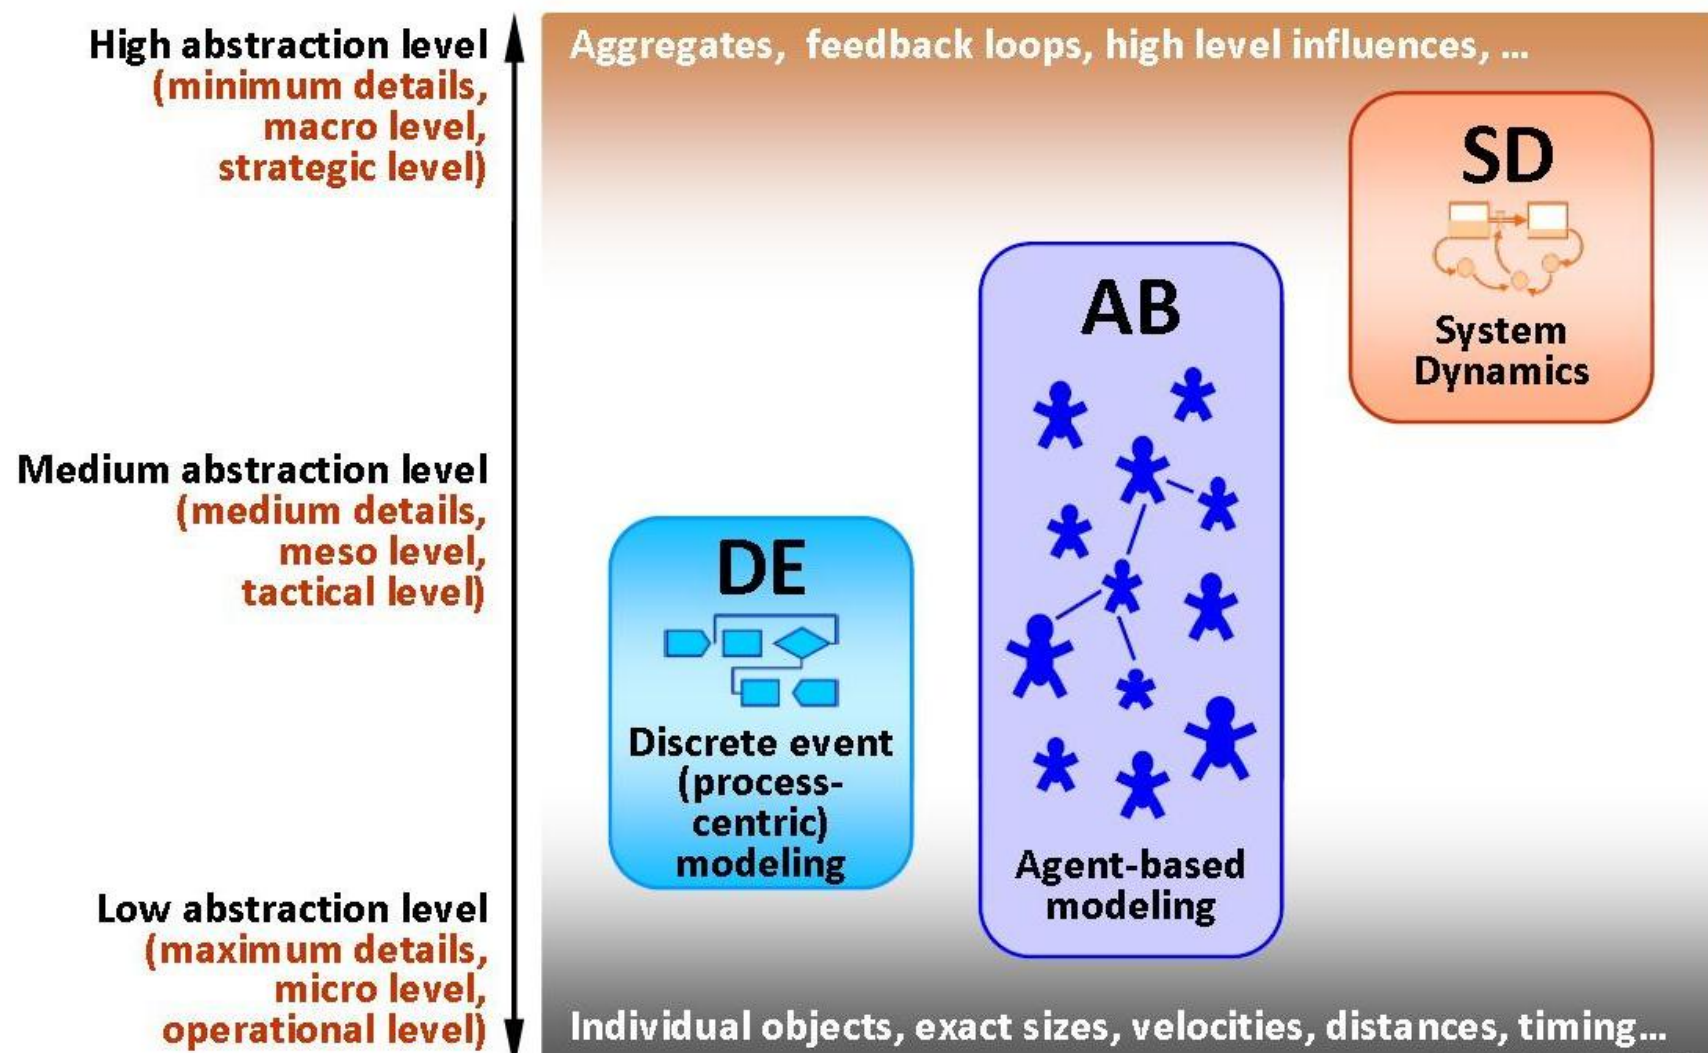 High abstraction level
(minimum details,
macro level,
strategic level)
Aggregates, feedback loops, high level influences, ...
SD
System
Dynamics
AB
Agent-based
modeling
Medium abstraction level
(medium details,
meso level,
tactical level)
DE
Discrete event
(process-
centric)
modeling
Low abstraction level
(maximum details,
micro level,
operational level)
Individual objects, exact sizes, velocities, distances, timing...